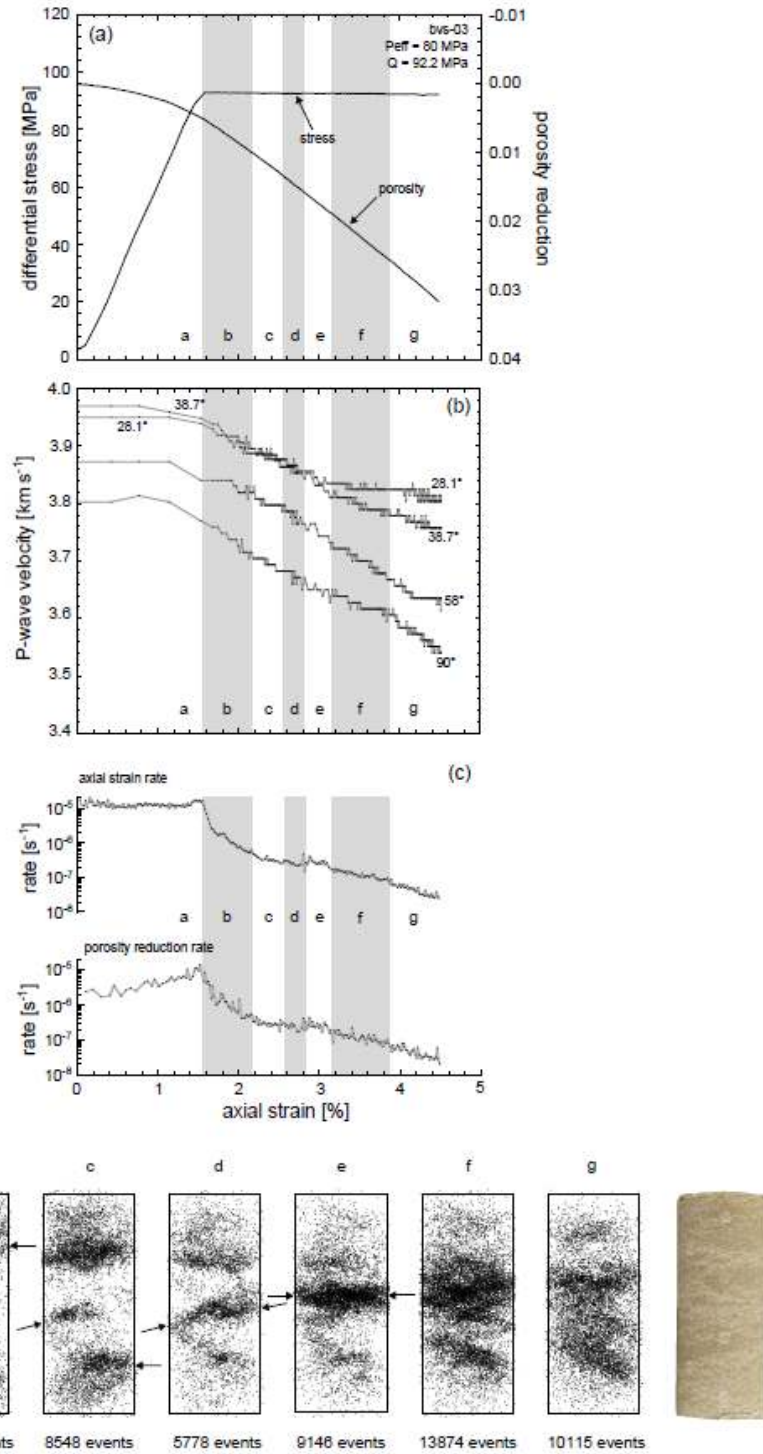 (a)
bvs-03
Peff = 80 MPa
Q = 92.2 MPa
120
100
80
60
40
20
0
differential stress [MPa]
-0.01
0.00
0.01
0.02
0.03
0.04
porosity reduction
stress
porosity
a b c d e f g
(b)
4.0
3.9
3.8
3.7
3.6
3.5
3.4
P-wave velocity [km s-1]
38.7°
28.1°
28.1°
38.7°
58°
90°
a b c d e f g
(c)
axial strain rate
10-5
10-6
10-7
10-8
rate [s-1]
a b c d e f g
porosity reduction rate
10-5
10-6
10-7
10-8
rate [s-1]
0 1 2 3 4 5
axial strain [%]
c d e f g
8548 events 5778 events 9146 events 13874 events 10115 events